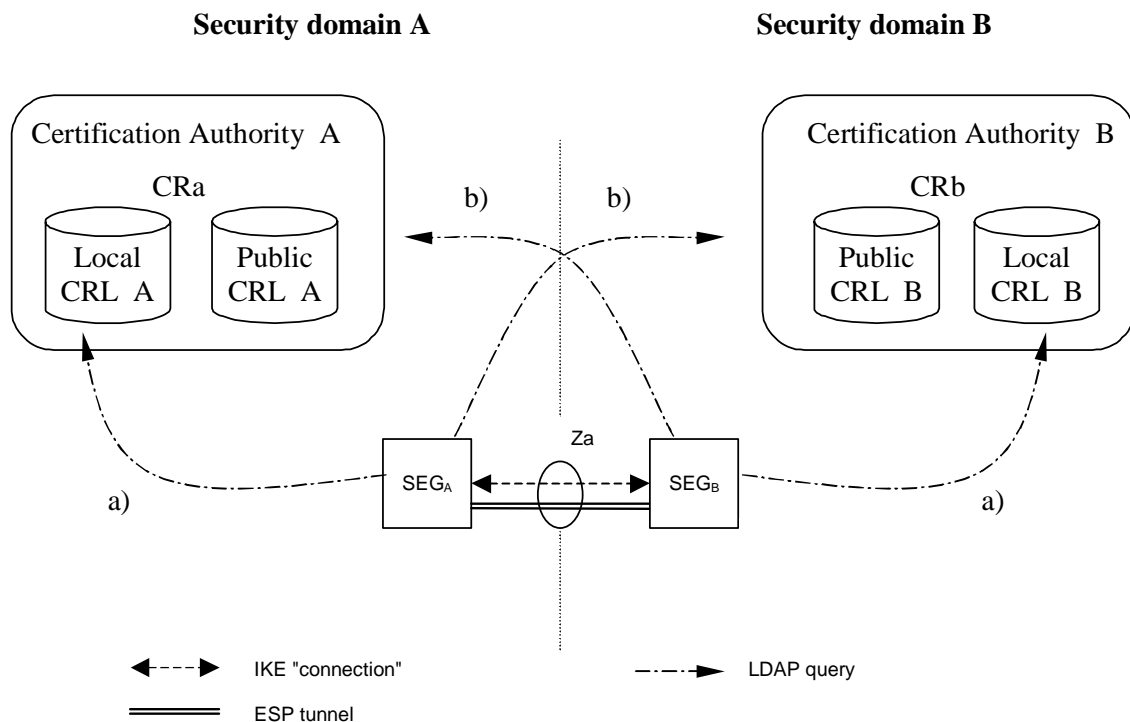 Security domain A
Security domain B
Certification Authority A
Certification Authority B
CRa
CRb
b)
b)
Local
CRL A
Public
CRL A
Public
CRL B
Local
CRL B
Za
SEGA
SEGB
a)
a)
IKE "connection"
LDAP query
ESP tunnel